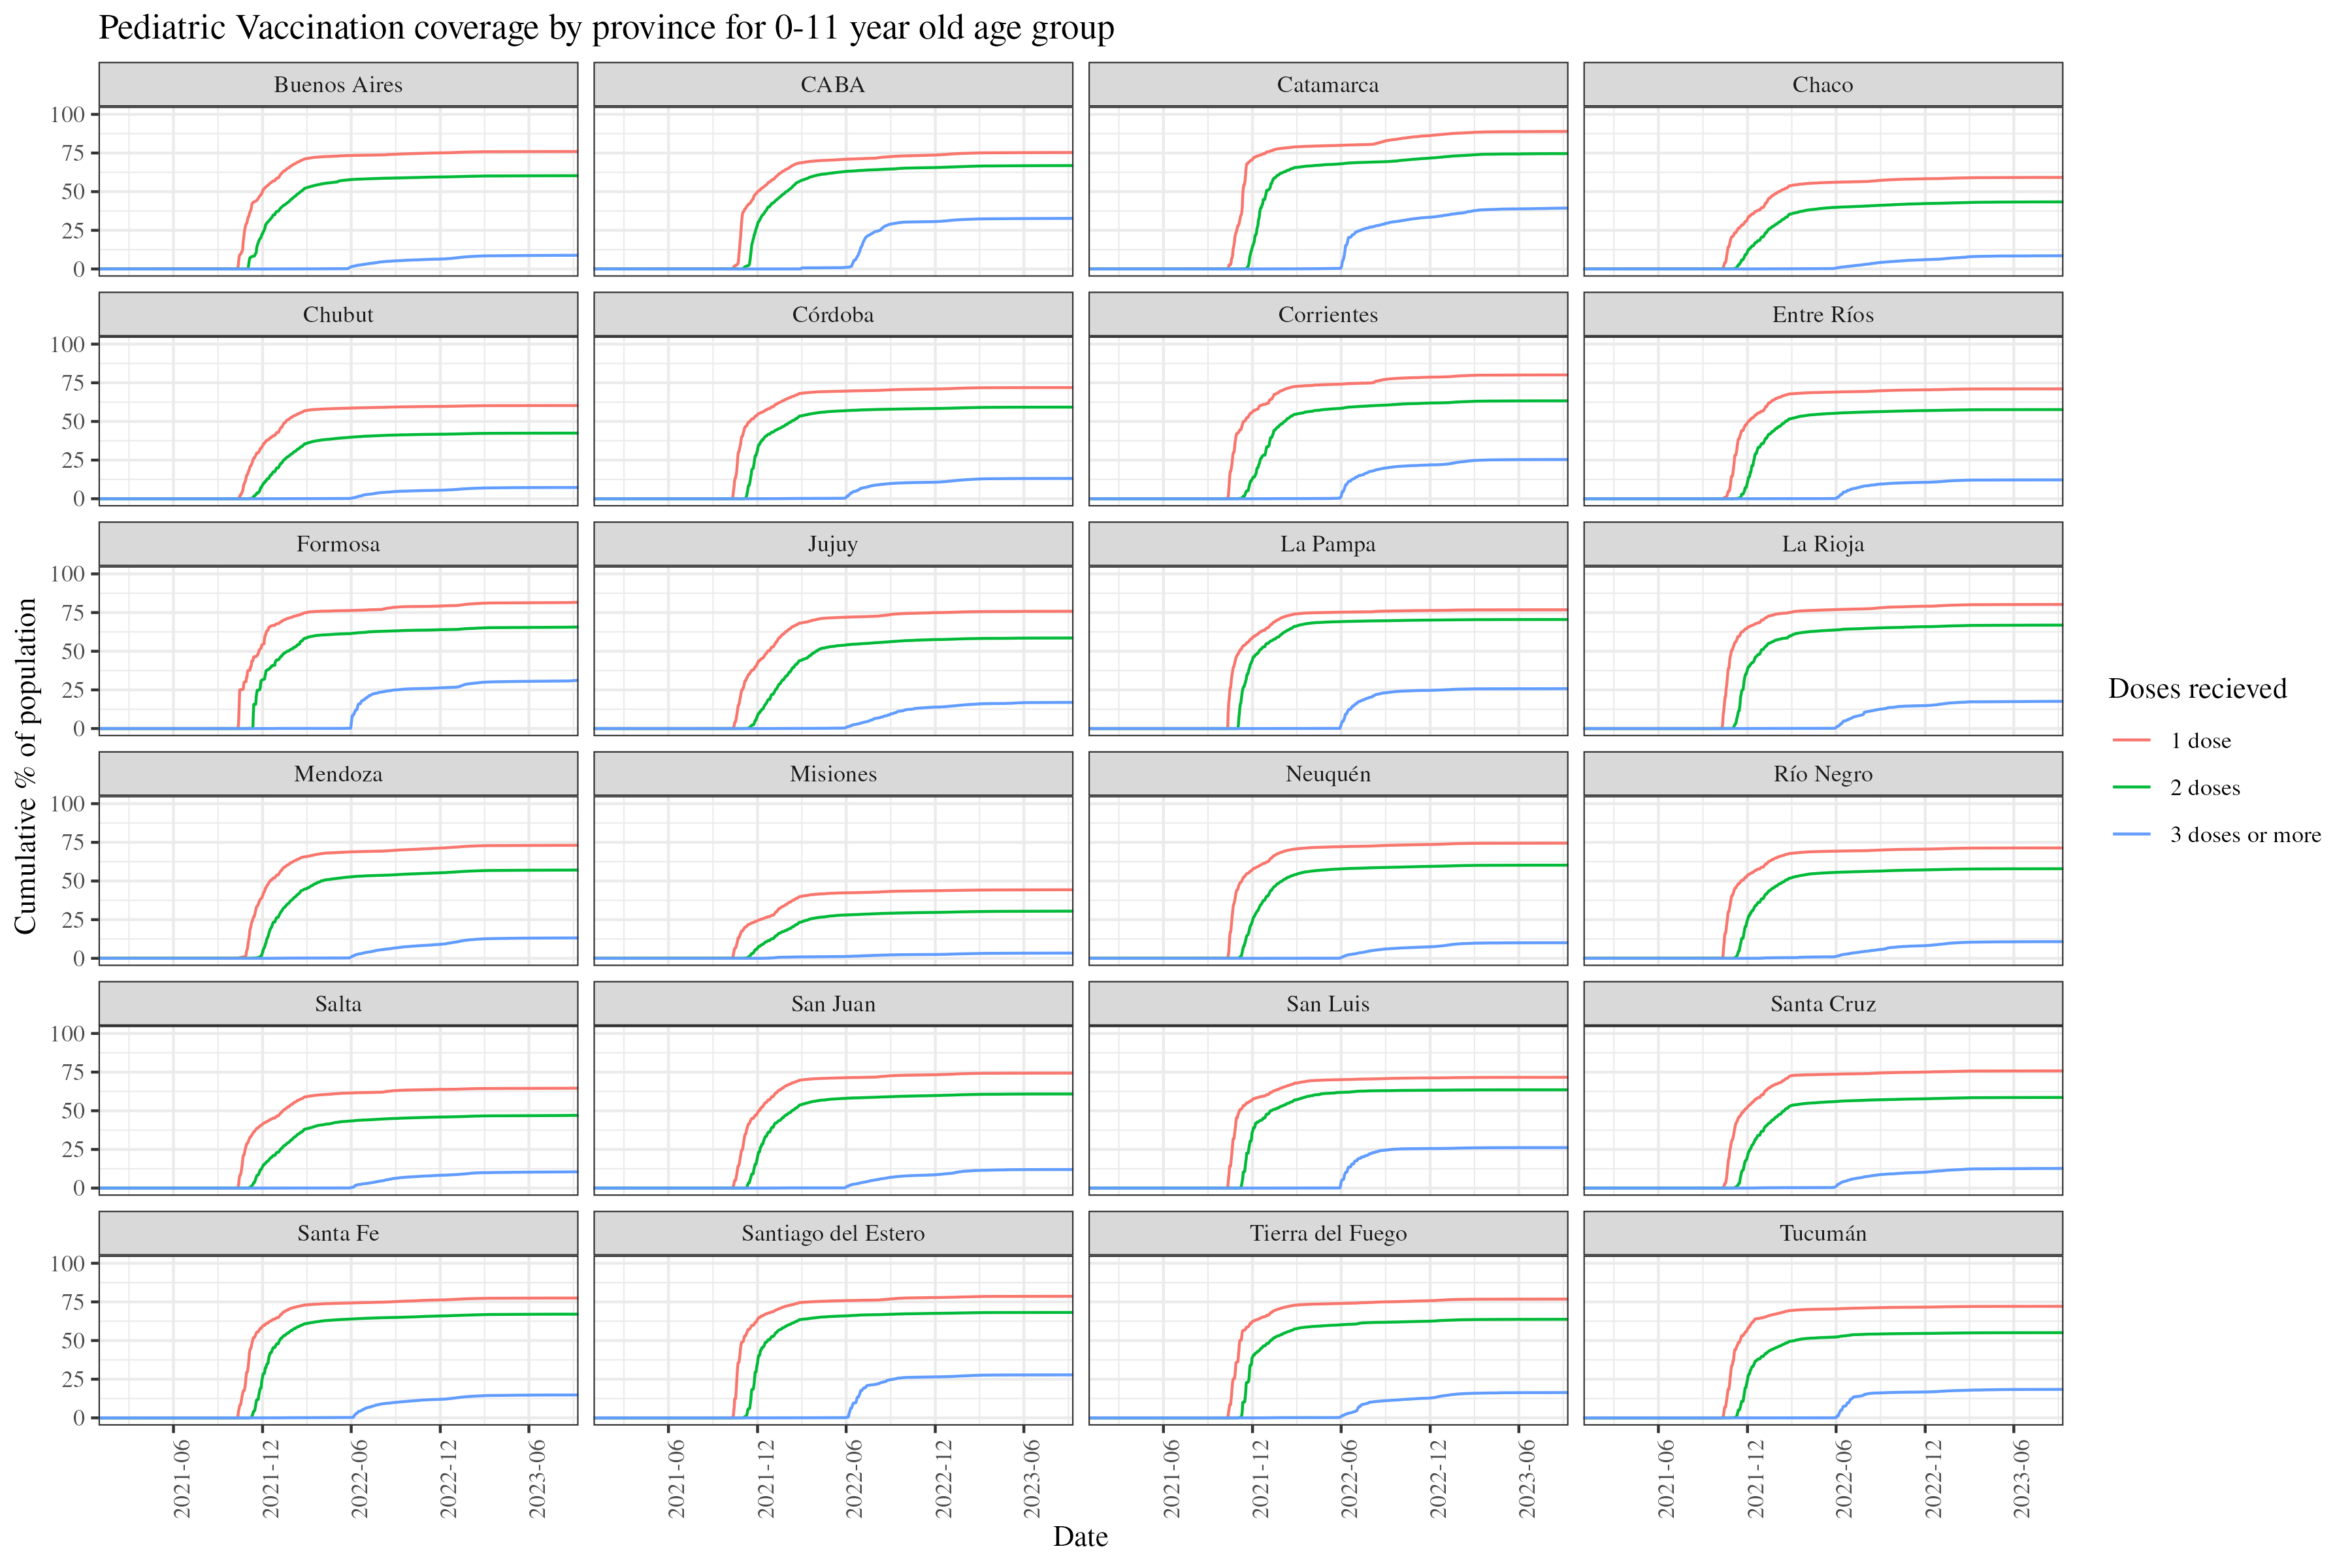 Pediatric Vaccination coverage by province for 0-11 year old age group
Buenos Aires
CABA
Catamarca
Chaco
100
75
50
25
0
Chubut
Córdoba
Corrientes
Entre Ríos
100
75
50
25
0
Formosa
Jujuy
La Pampa
La Rioja
100
75
50
25
0
Mendoza
Misiones
Neuquén
Río Negro
100
75
50
25
0
Salta
San Juan
San Luis
Santa Cruz
100
75
50
25
0
Santa Fe
Santiago del Estero
Tierra del Fuego
Tucumán
100
75
50
25
0
2021-06
2021-12
2022-06
2022-12
2023-06
2021-06
2021-12
2022-06
2022-12
2023-06
2021-06
2021-12
2022-06
2022-12
2023-06
2021-06
2021-12
2022-06
2022-12
2023-06
Date
Cumulative % of population
Doses recieved
1 dose
2 doses
3 doses or more